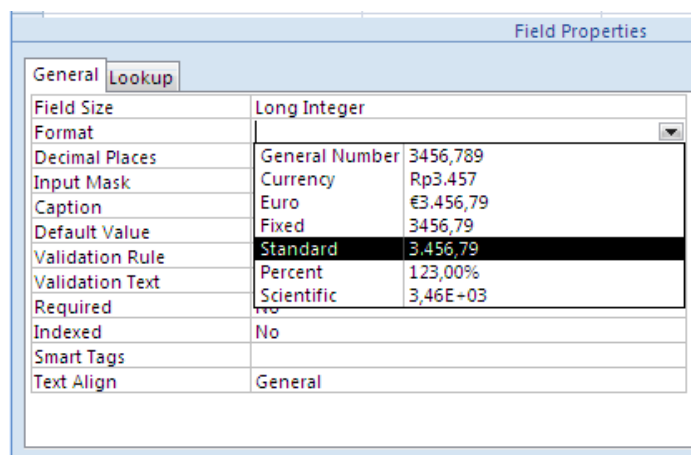 Field Properties
General Lookup
Field Size Long Integer
Format
Decimal Places General Number 3456,789
Input Mask Currency Rp3.457
Caption Euro €3.456,79
Default Value Fixed 3456,79
Validation Rule Standard 3.456,79
Validation Text Percent 123,00%
Required Scientific 3,46E+03
Indexed No
Smart Tags
Text Align General